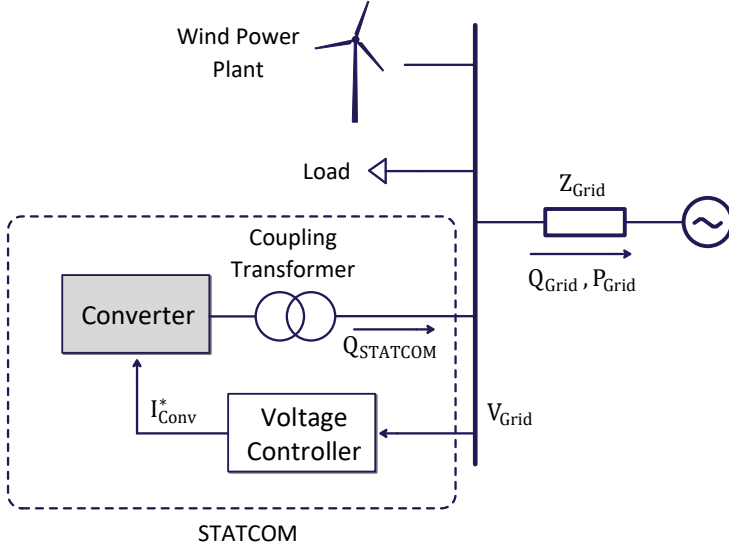 Wind Power
Plant
Load
Z_Grid
Coupling
Transformer
Q_Grid , P_Grid
Converter
Q_STATCOM
I*_Conv
Voltage
Controller
V_Grid
STATCOM